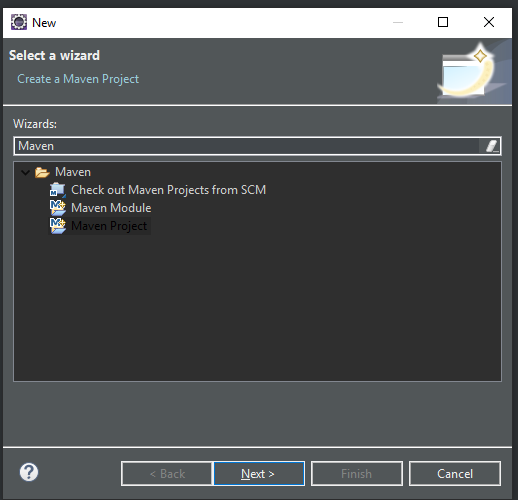 New
Select a wizard
Create a Maven Project
Wizards:
Maven
Maven
Check out Maven Projects from SCM
Maven Module
Maven Project
< Back
Next >
Finish
Cancel